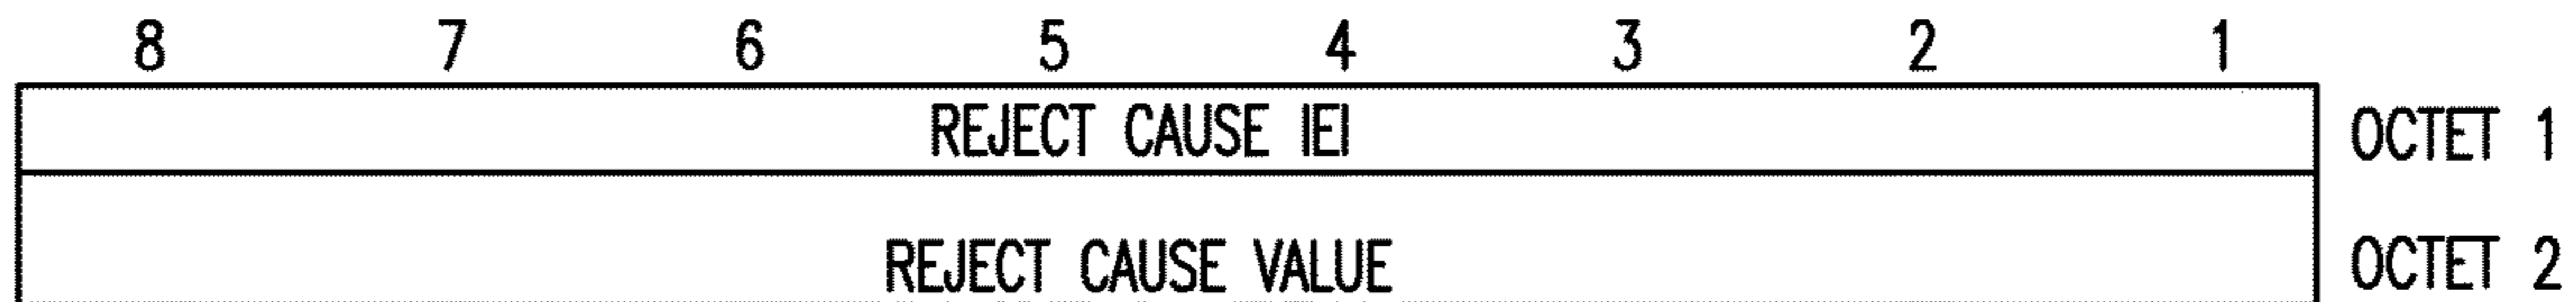 8 7 6 5 4 3 2 1
REJECT CAUSE IEI OCTET 1
REJECT CAUSE VALUE OCTET 2